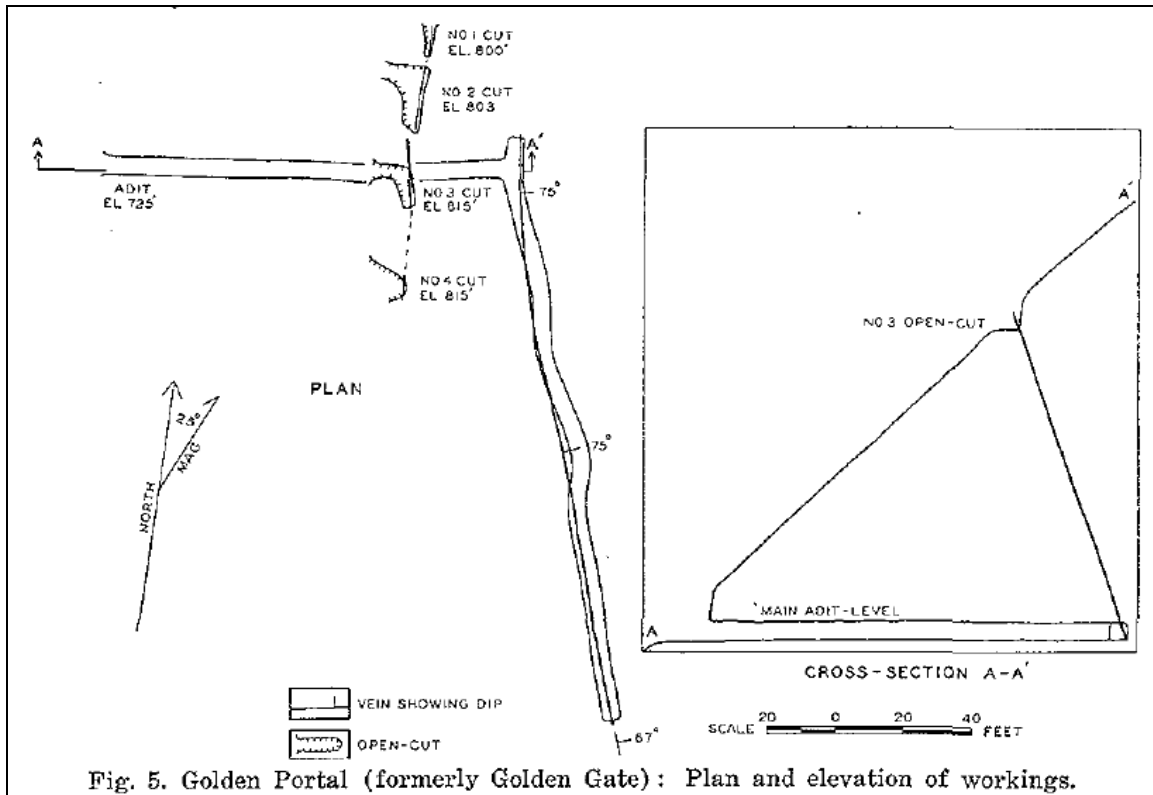 NO. 1 CUT
EL. 800'
NO. 2 CUT
EL 803
A
A'
ADIT
EL 725'
NO. 3 CUT
EL 815'
75°
NO. 4 CUT
EL 815'
PLAN
23°
MAG
NORTH
75°
67°
VEIN SHOWING DIP
OPEN-CUT
A'
NO. 3 OPEN-CUT
MAIN ADIT-LEVEL
A
CROSS-SECTION A-A'
SCALE 20 0 20 40 FEET
Fig. 5. Golden Portal (formerly Golden Gate): Plan and elevation of workings.